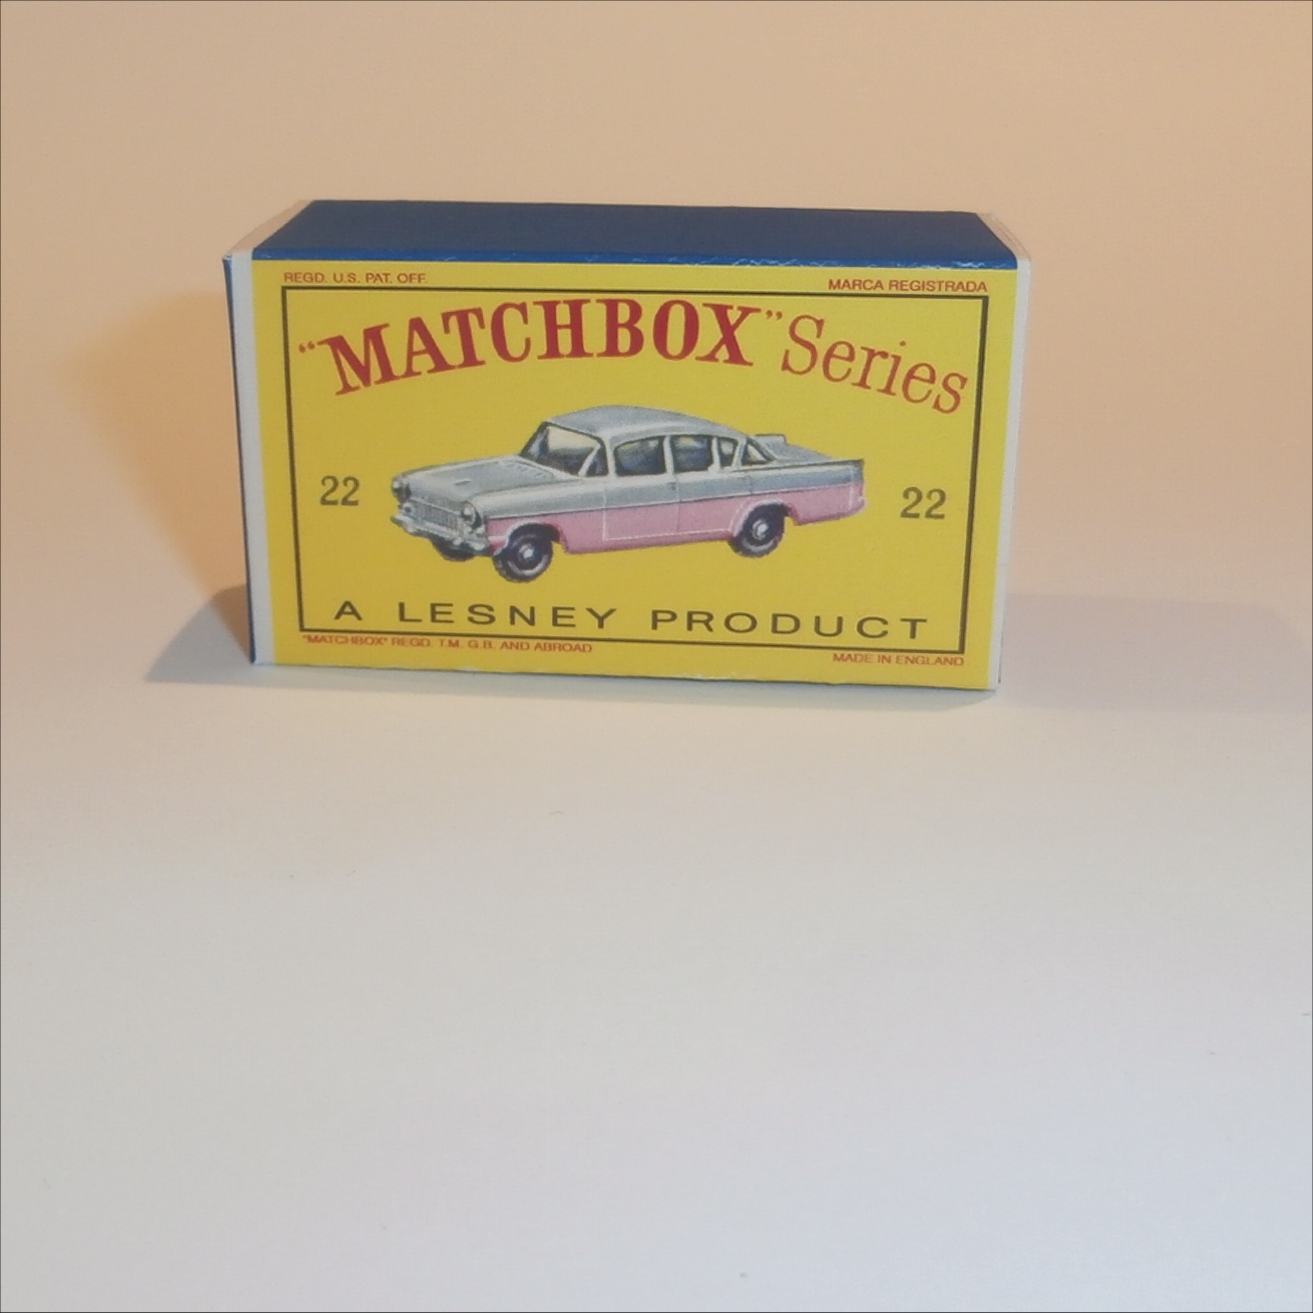 REGD. U.S. PAT. OFF.
MARCA REGISTRADA
"MATCHBOX" Series
22
22
A LESNEY PRODUCT
"MATCHBOX" REGD. T.M. G.B. AND ABROAD
MADE IN ENGLAND